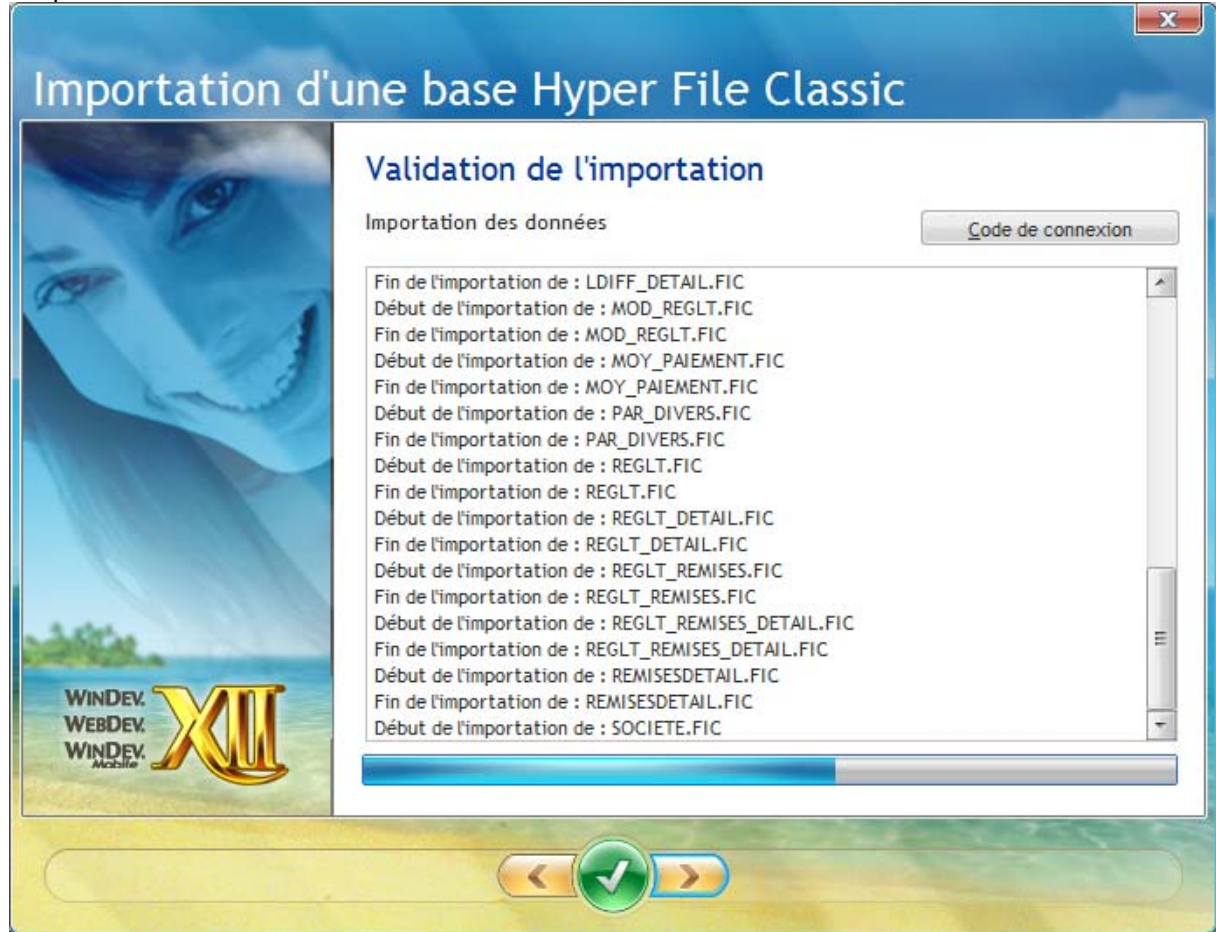 x
Importation d'une base Hyper File Classic
Validation de l'importation
Importation des données
Code de connexion
Fin de l'importation de : LDIFF_DETAIL.FIC
Début de l'importation de : MOD_REGLT.FIC
Fin de l'importation de : MOD_REGLT.FIC
Début de l'importation de : MOY_PAIEMENT.FIC
Fin de l'importation de : MOY_PAIEMENT.FIC
Début de l'importation de : PAR_DIVERS.FIC
Fin de l'importation de : PAR_DIVERS.FIC
Début de l'importation de : REGLT.FIC
Fin de l'importation de : REGLT.FIC
Début de l'importation de : REGLT_DETAIL.FIC
Fin de l'importation de : REGLT_DETAIL.FIC
Début de l'importation de : REGLT_REMISES.FIC
Fin de l'importation de : REGLT_REMISES.FIC
Début de l'importation de : REGLT_REMISES_DETAIL.FIC
Fin de l'importation de : REGLT_REMISES_DETAIL.FIC
Début de l'importation de : REMISESDETAIL.FIC
Fin de l'importation de : REMISESDETAIL.FIC
Début de l'importation de : SOCIETE.FIC
WINDEV.
WEBDEV.
WINDEV.
Mobile
XII